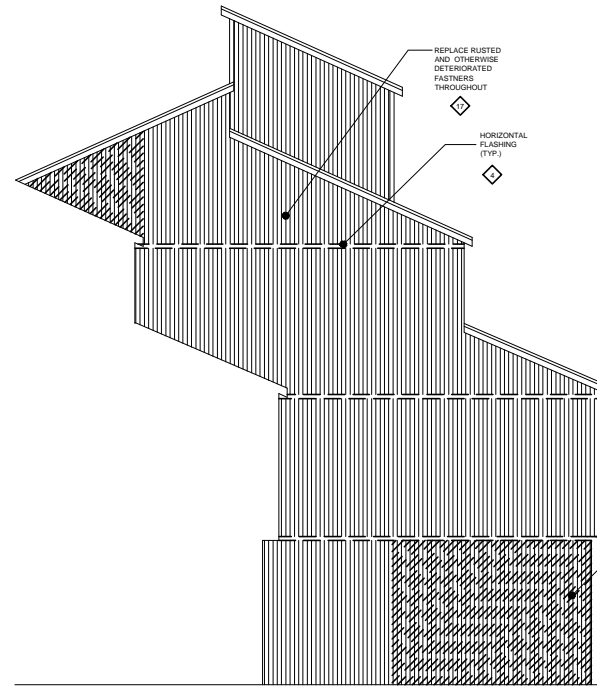 REPLACE RUSTED
AND OTHERWISE
DETERIORATED
FASTNERS
THROUGHOUT
17
HORIZONTAL
FLASHING
(TYP.)
4